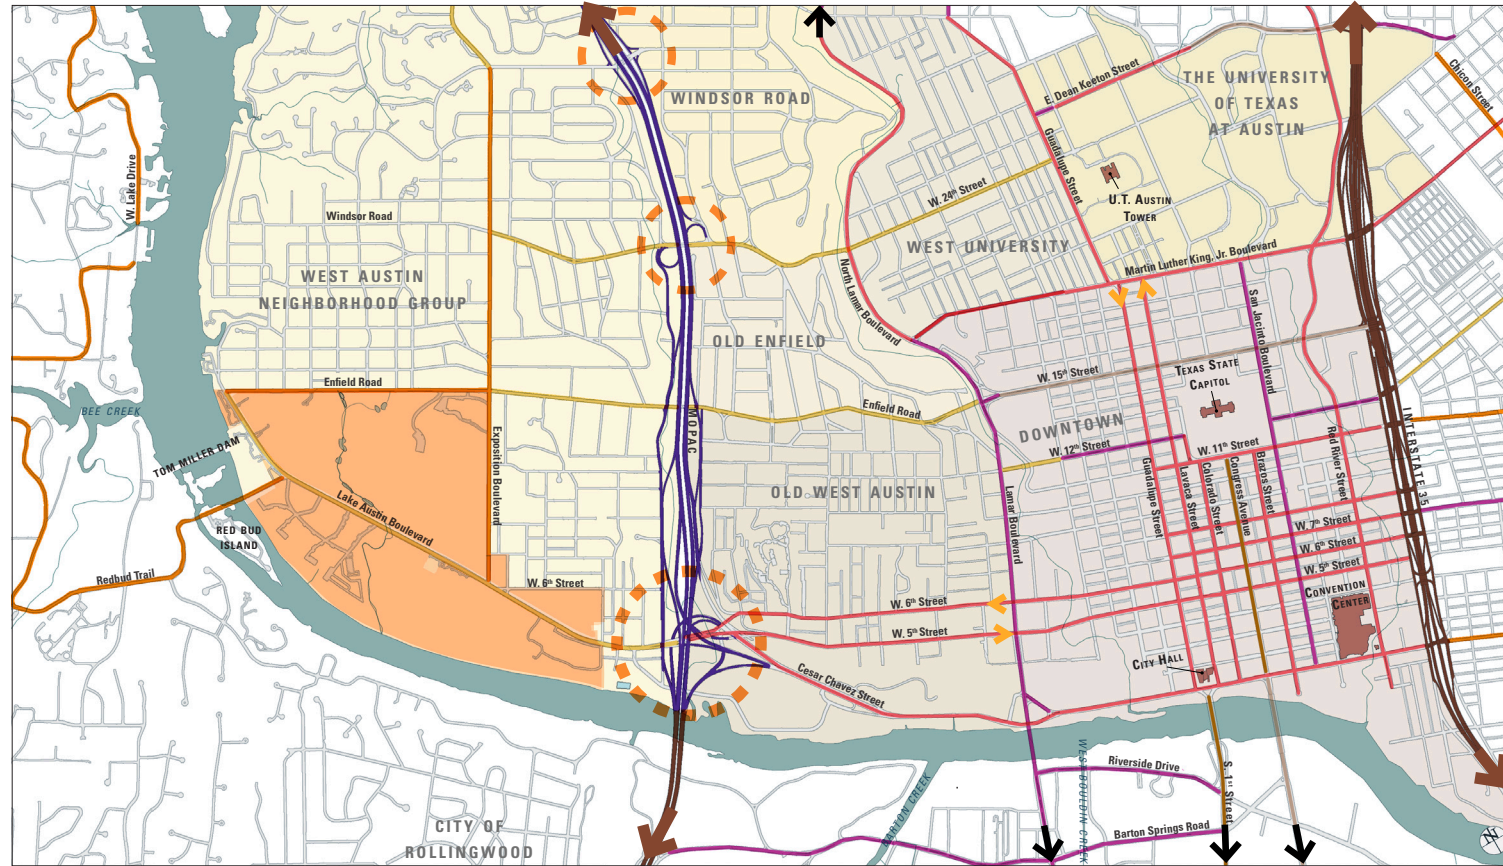 WINDSOR ROAD
THE UNIVERSITY
OF TEXAS
AT AUSTIN
E. Dean Keeton Street
Chicon Street
Guadalupe Street
W. Lake Drive
U.T. AUSTIN
TOWER
W. 24th Street
Windsor Road
WEST UNIVERSITY
WEST AUSTIN
NEIGHBORHOOD GROUP
Martin Luther King, Jr. Boulevard
North Lamar Boulevard
San Jacinto Boulevard
OLD ENFIELD
W. 15th Street
TEXAS STATE
CAPITOL
Enfield Road
Enfield Road
BEE CREEK
MOPAC
DOWNTOWN
W. 12th Street
W. 11th Street
INTERSTATE 35
TOM MILLER DAM
Exposition Boulevard
Guadalupe Street
Lavaca Street
Colorado Street
Congress Avenue
Brazos Street
Red River Street
OLD WEST AUSTIN
Lake Austin Boulevard
Lamar Boulevard
RED BUD
ISLAND
W. 7th Street
W. 6th Street
W. 5th Street
Redbud Trail
W. 6th Street
CONVENTION
CENTER
W. 6th Street
W. 5th Street
CITY HALL
Cesar Chavez Street
WEST BOULDIN CREEK
Riverside Drive
S. 1st Street
BARTON CREEK
Barton Springs Road
CITY OF
ROLLINGWOOD
N